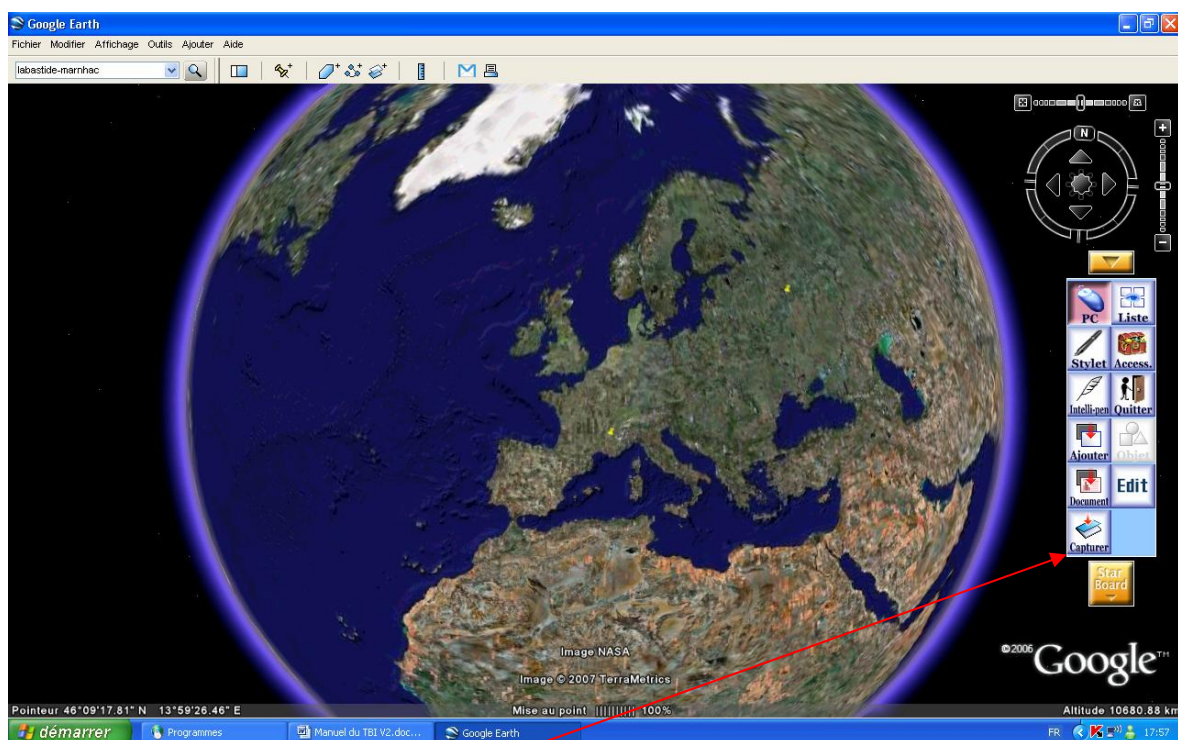 Google Earth
Fichier Modifier Affichage Outils Ajouter Aide
labastide-marnhac
N
PC Liste
Stylet Access.
Intelli-pen Quitter
Ajouter Objet
Document Edit
Capturer
Star
Board
Image NASA
Image © 2007 TerraMetrics
©2006 Google™
Pointeur 46°09'17.81" N 13°59'26.46" E Mise au point |||||||||| 100% Altitude 10680.88 km
démarrer Programmes Manuel du TBI V2.doc... Google Earth FR 17:57